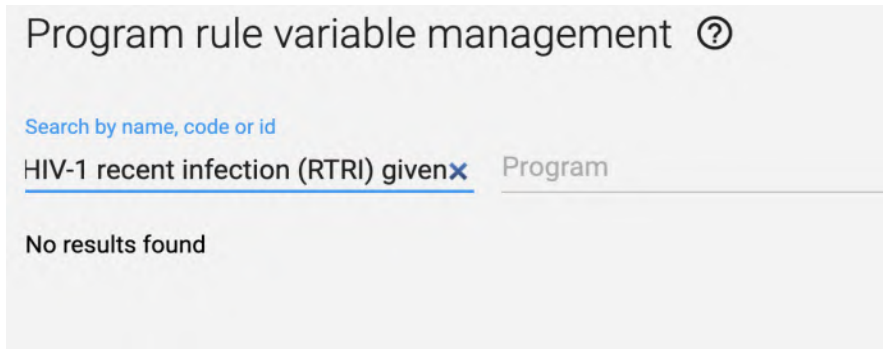 Program rule variable management ?
Search by name, code or id
HIV-1 recent infection (RTRI) given
Program
No results found